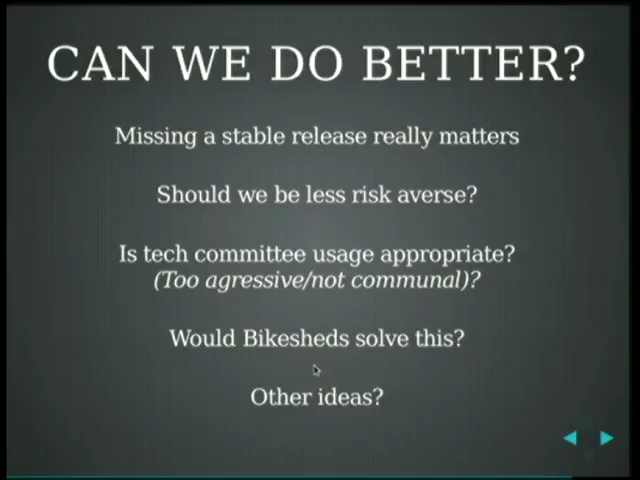 CAN WE DO BETTER?
Missing a stable release really matters
Should we be less risk averse?
Is tech committee usage appropriate?
(Too agressive/not communal)?
Would Bikesheds solve this?
Other ideas?